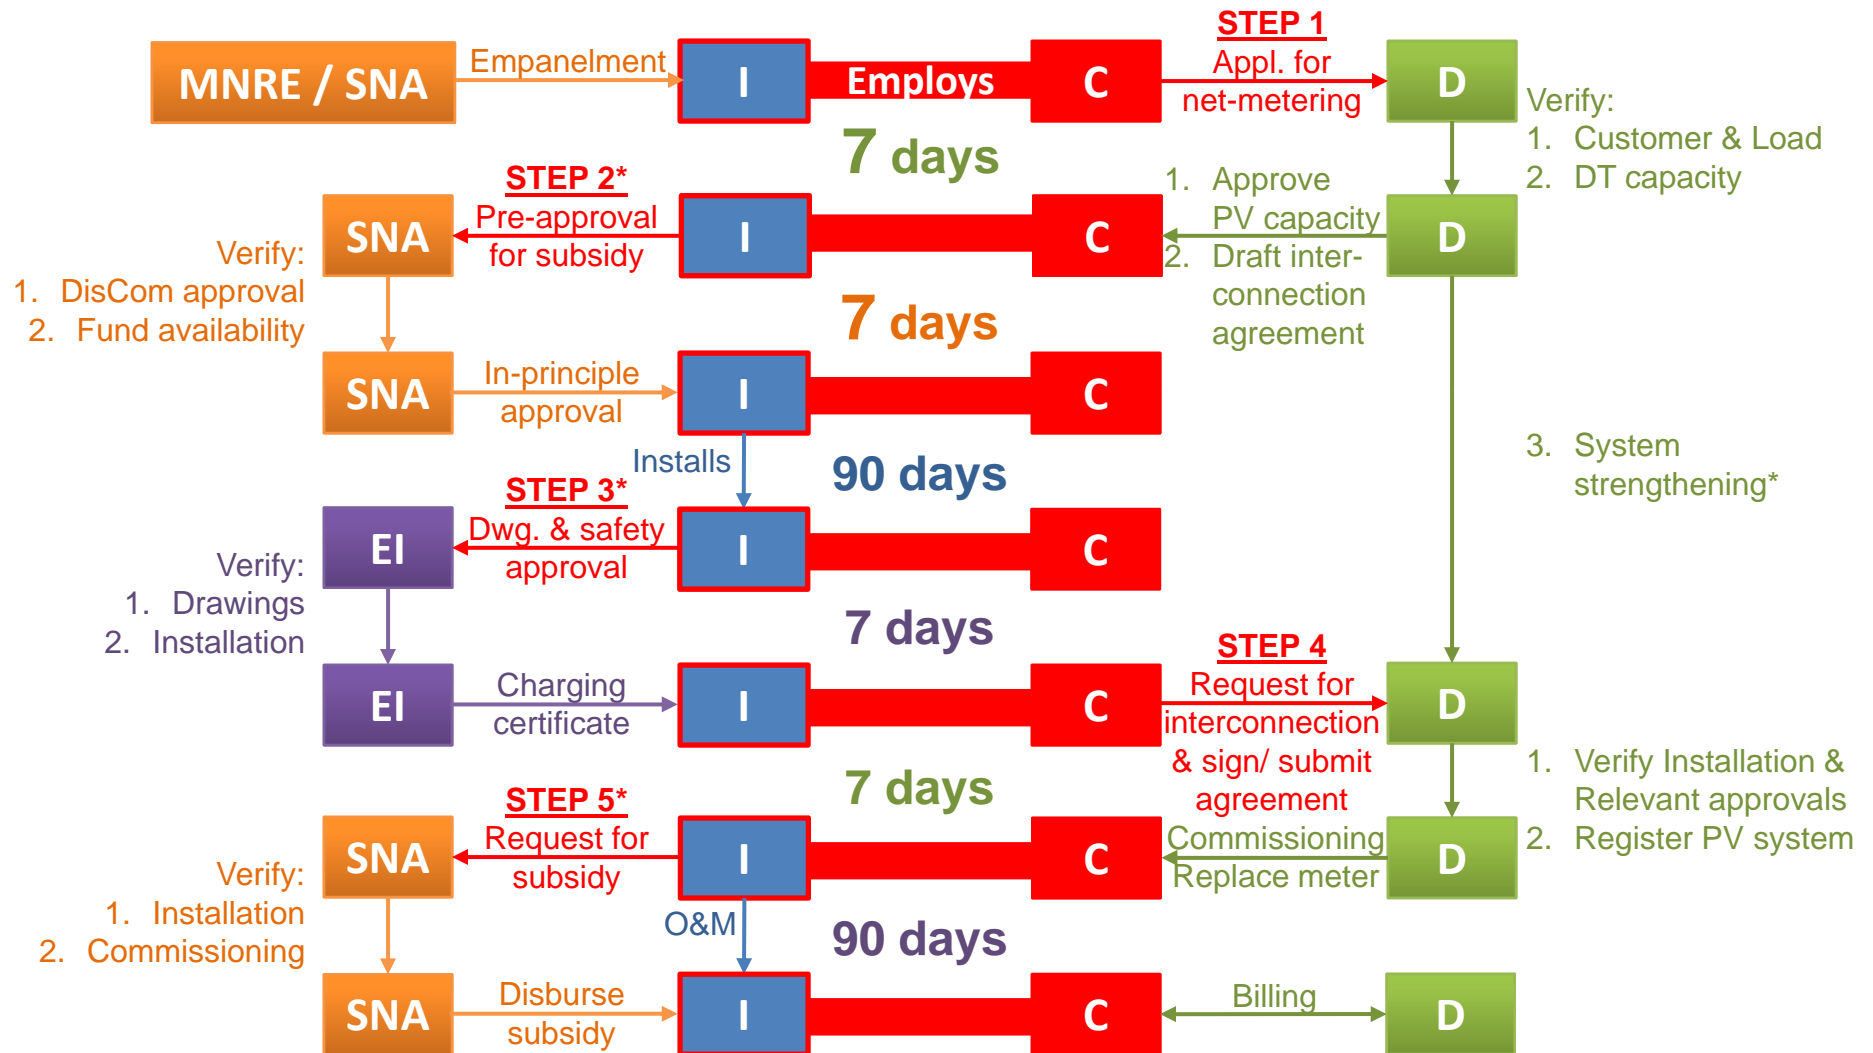 STEP 1
MNRE / SNA
Empanelment
I
Employs
C
Appl. for
net-metering
D
Verify:
1. Customer & Load
2. DT capacity
7 days
STEP 2*
Pre-approval
for subsidy
SNA
I
C
1. Approve
PV capacity
2. Draft inter-
connection
agreement
D
Verify:
1. DisCom approval
2. Fund availability
7 days
SNA
In-principle
approval
I
C
Installs
90 days
3. System
strengthening*
STEP 3*
Dwg. & safety
approval
EI
I
C
Verify:
1. Drawings
2. Installation
7 days
EI
Charging
certificate
I
C
STEP 4
Request for
interconnection
& sign/ submit
agreement
D
1. Verify Installation &
Relevant approvals
2. Register PV system
7 days
STEP 5*
Request for
subsidy
SNA
I
C
Commissioning
Replace meter
D
Verify:
1. Installation
2. Commissioning
O&M
90 days
SNA
Disburse
subsidy
I
C
Billing
D